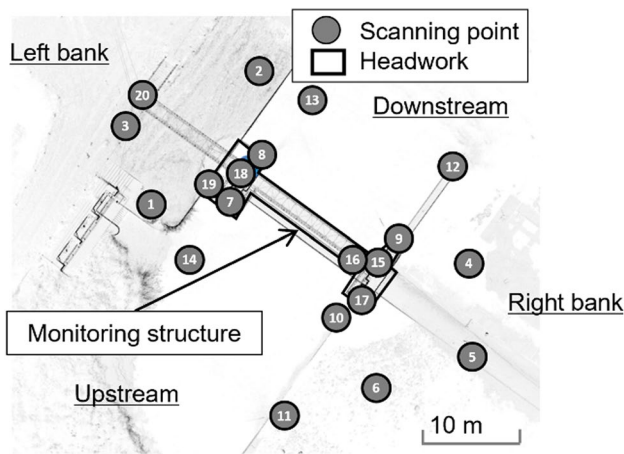 Scanning point
Headwork
Left bank
Downstream
2
20
13
3
8
12
18
19
7
1
9
14
16
15
4
17
Right bank
10
Monitoring structure
5
6
Upstream
11
10 m